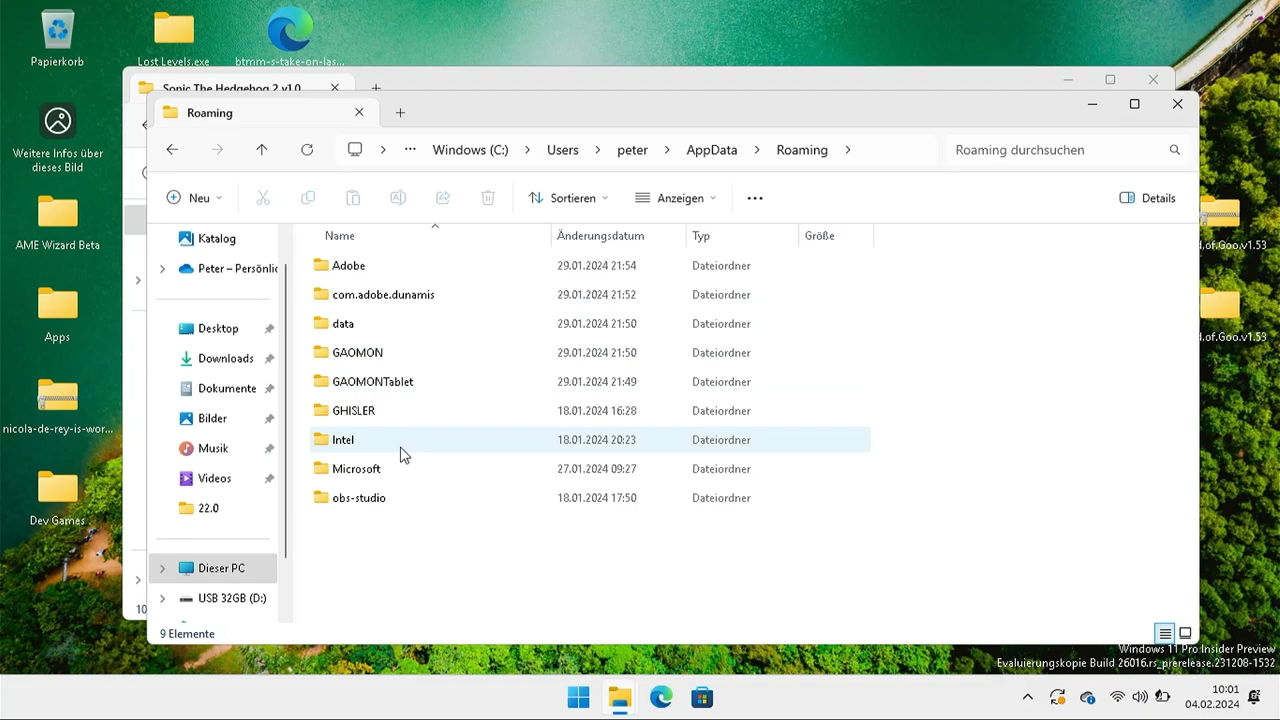 Papierkorb
Lost Levels.exe
btmm-s-take-on-las...
Weitere Infos über
dieses Bild
AME Wizard Beta
Apps
nicola-de-rey-is-wor...
Dev Games
Sonic The Hedgehog 2 v1.0
Roaming
Windows (C:) Users peter AppData Roaming
Roaming durchsuchen
Neu
Sortieren
Anzeigen
Details
Katalog
Peter – Persönlic
Desktop
Downloads
Dokumente
Bilder
Musik
Videos
22.0
Dieser PC
USB 32GB (D:)
Name Änderungsdatum Typ Größe
Adobe 29.01.2024 21:54 Dateiordner
com.adobe.dunamis 29.01.2024 21:52 Dateiordner
data 29.01.2024 21:50 Dateiordner
GAOMON 29.01.2024 21:50 Dateiordner
GAOMONTablet 29.01.2024 21:49 Dateiordner
GHISLER 18.01.2024 16:28 Dateiordner
Intel 18.01.2024 20:23 Dateiordner
Microsoft 27.01.2024 09:27 Dateiordner
obs-studio 18.01.2024 17:50 Dateiordner
9 Elemente
10
d.of.Goo.v1.53
d.of.Goo.v1.53
Windows 11 Pro Insider Preview
Evaluierungskopie Build 26016.rs_prerelease.231208-1532
10:01
04.02.2024